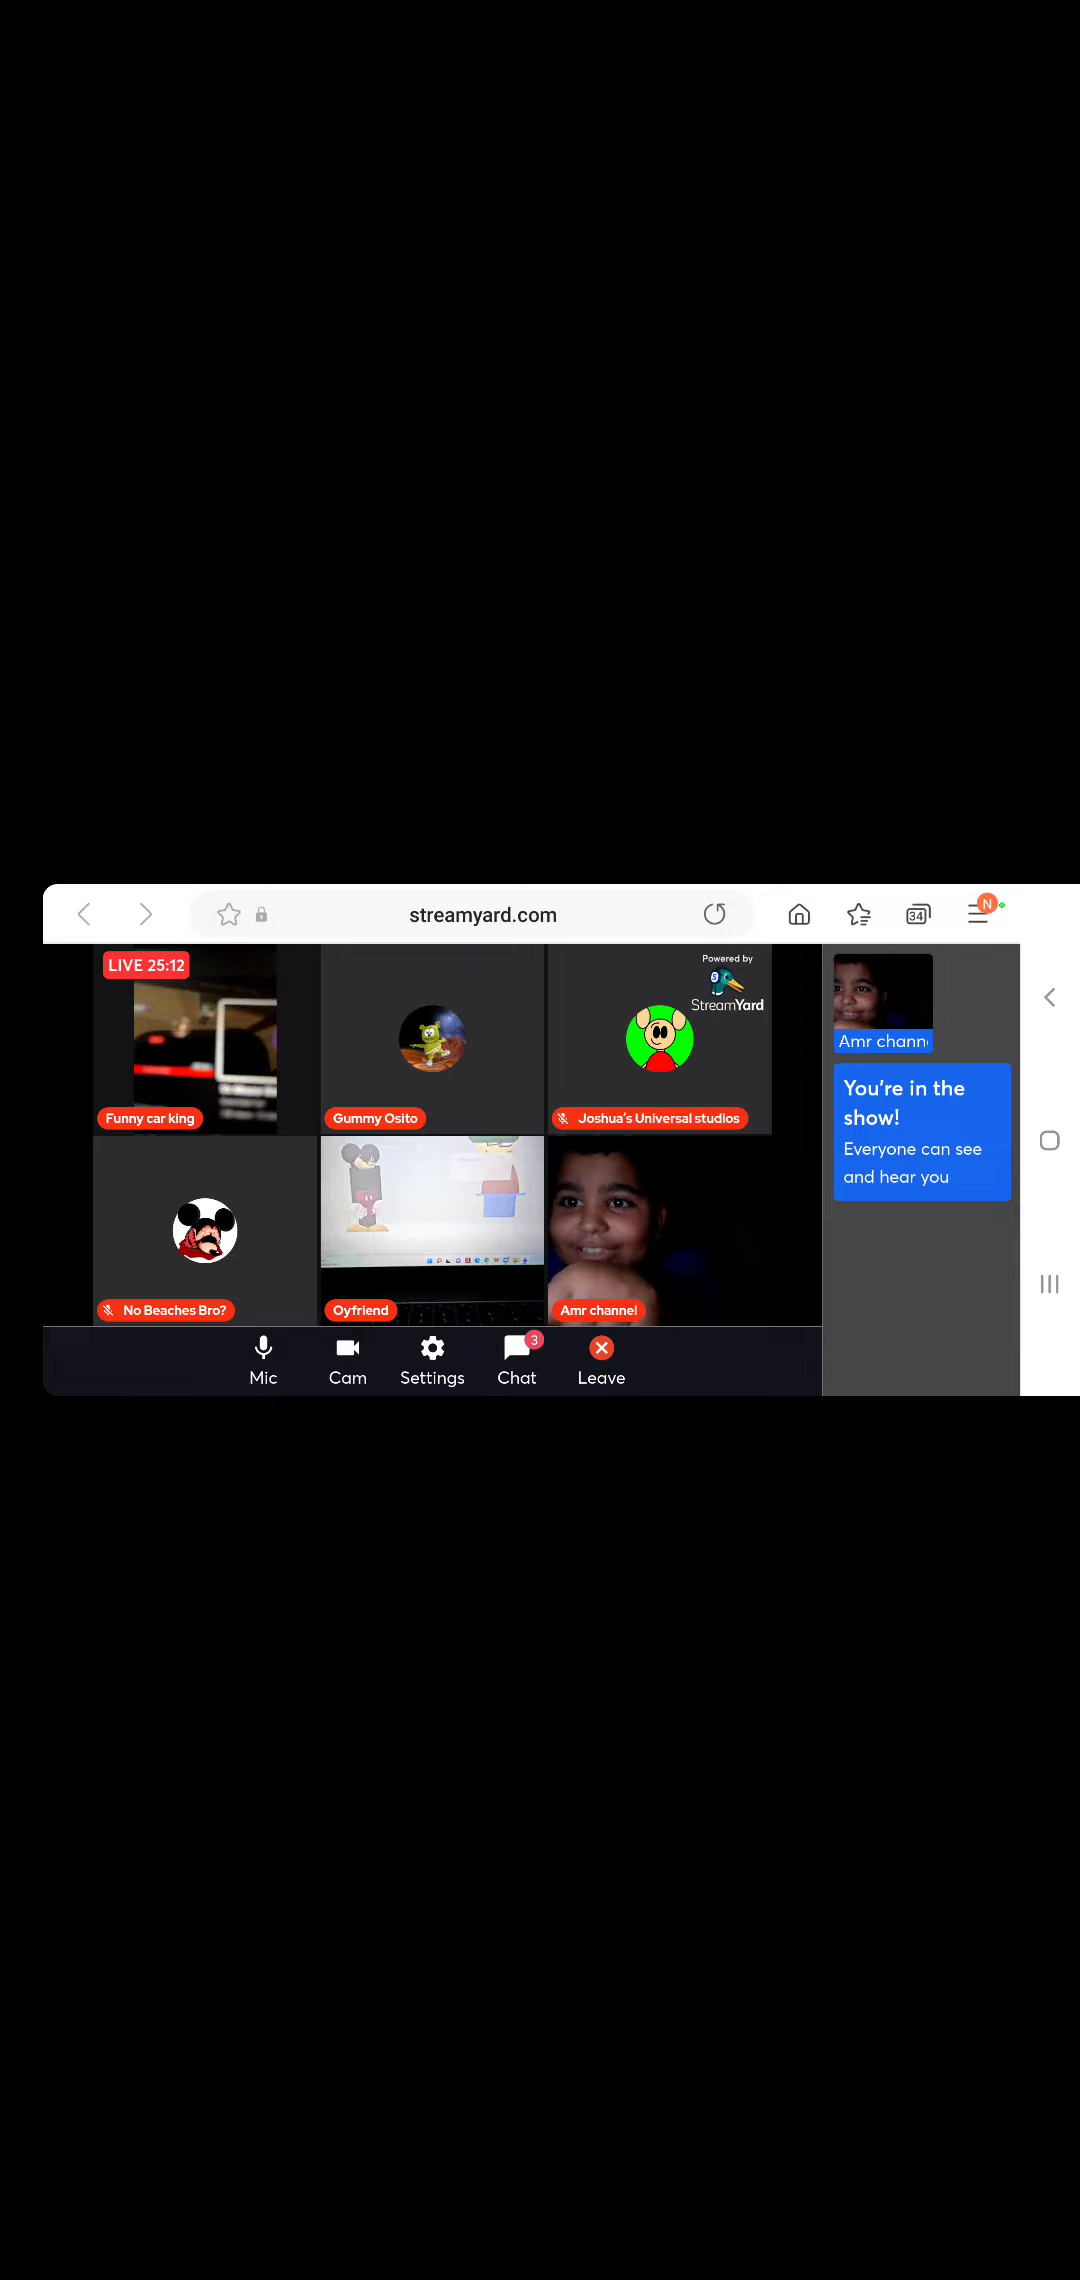 streamyard.com
34
N
LIVE 25:12
Powered by
StreamYard
Funny car king
Gummy Osito
Joshua's Universal studios
No Beaches Bro?
Oyfriend
Amr channel
Mic
Cam
Settings
3
Chat
Leave
Amr chann
You're in the
show!
Everyone can see
and hear you